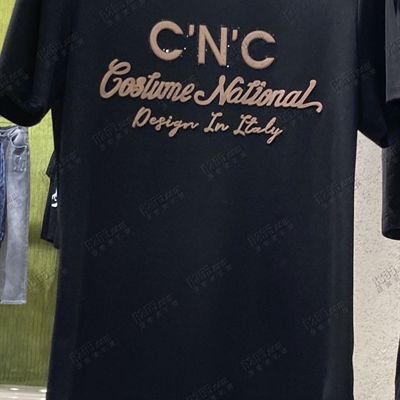 C'N'C
Costume National
Design In Italy